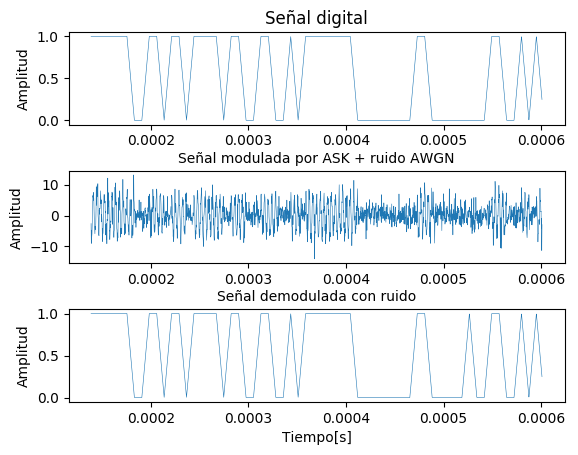 Señal digital
1.0
0.5
0.0
Amplitud
0.0002 0.0003 0.0004 0.0005 0.0006
Señal modulada por ASK + ruido AWGN
10
0
−10
Amplitud
0.0002 0.0003 0.0004 0.0005 0.0006
Señal demodulada con ruido
1.0
0.5
0.0
Amplitud
0.0002 0.0003 0.0004 0.0005 0.0006
Tiempo[s]